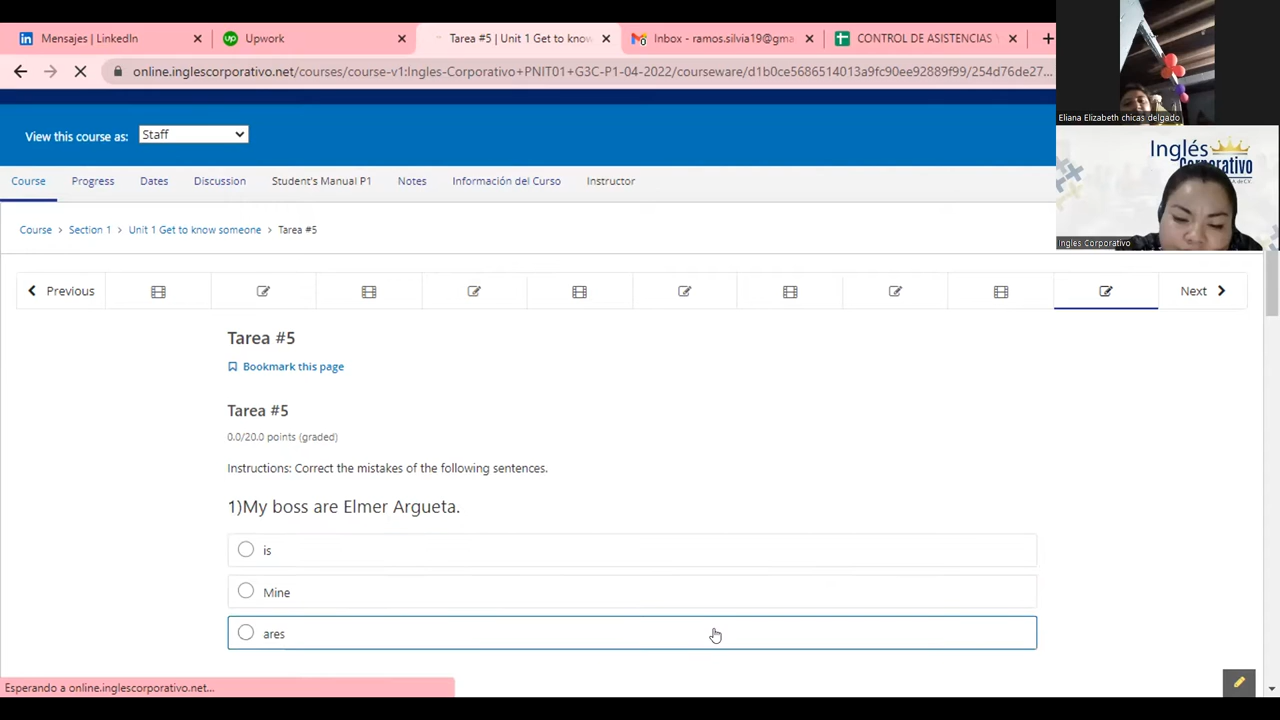 Mensajes | LinkedIn
Upwork
Tarea #5 | Unit 1 Get to know
Inbox - ramos.silvia19@gma
CONTROL DE ASISTENCIAS
online.inglescorporativo.net/courses/course-v1:Ingles-Corporativo+PNIT01+G3C-P1-04-2022/courseware/d1b0ce5686514013a9fc90ee92889f99/254d76de27...
Eliana Elizabeth chicas delgado
View this course as:
Staff
Inglés
Ingles Corporativo
Course
Progress
Dates
Discussion
Student's Manual P1
Notes
Información del Curso
Instructor
Course > Section 1 > Unit 1 Get to know someone > Tarea #5
Previous
Next
Tarea #5
Bookmark this page
Tarea #5
0.0/20.0 points (graded)
Instructions: Correct the mistakes of the following sentences.
1)My boss are Elmer Argueta.
is
Mine
ares
Esperando a online.inglescorporativo.net...